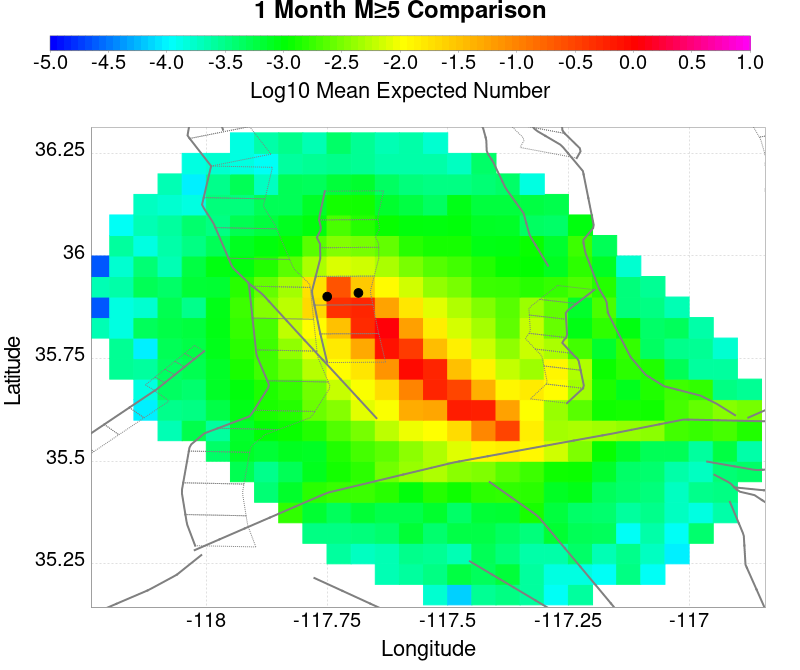 1 Month M≥5 Comparison
-5.0 -4.5 -4.0 -3.5 -3.0 -2.5 -2.0 -1.5 -1.0 -0.5 0.0 0.5 1.0
Log10 Mean Expected Number
36.25
36
35.75
35.5
35.25
Latitude
-118 -117.75 -117.5 -117.25 -117
Longitude